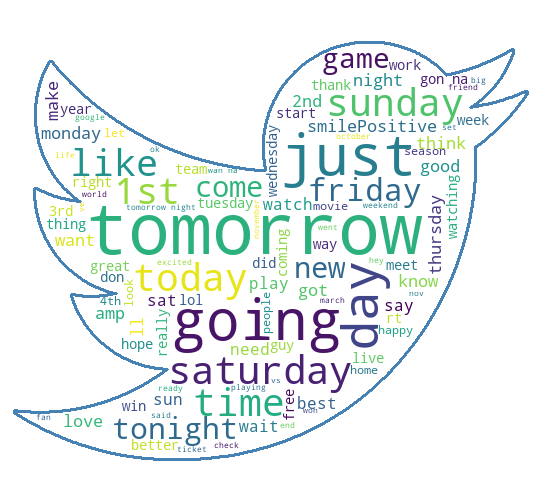 game
work
make
year
google
thank
night
gon na
big
friend
2nd
sunday
start
week
monday
ok
let
wednesday
smilePositive
set
october
just
think
season
life
like
team
wan na
come
good
right
1st
friday
watching
world
tuesday
watch
movie
weekend
3rd
tomorrow night
november
thing
want
tomorrow
went
way
thursday
great
did
coming
new
hey
meet
don
look
excited
today
play
got
day
know
4th
sat
lol
people
march
nov
say
amp
ll
going
rt
happy
hope
really
need
guy
live
home
saturday
vs
ready
playing
free
fan
win
sun
time
best
won
love
said
tonight
wait
end
better
ticket
check